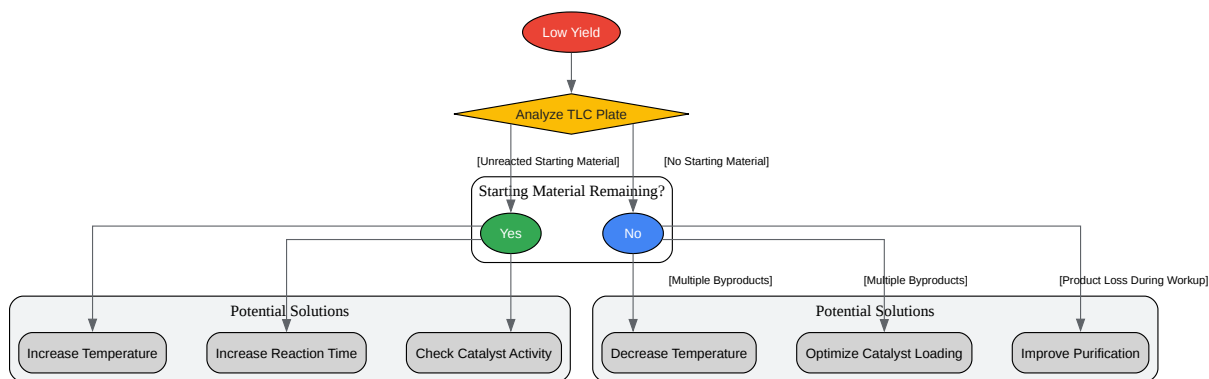 Low Yield
Analyze TLC Plate
[Unreacted Starting Material]
[No Starting Material]
Starting Material Remaining?
Yes
No
[Multiple Byproducts]
[Multiple Byproducts]
[Product Loss During Workup]
Potential Solutions
Potential Solutions
Increase Temperature
Increase Reaction Time
Check Catalyst Activity
Decrease Temperature
Optimize Catalyst Loading
Improve Purification